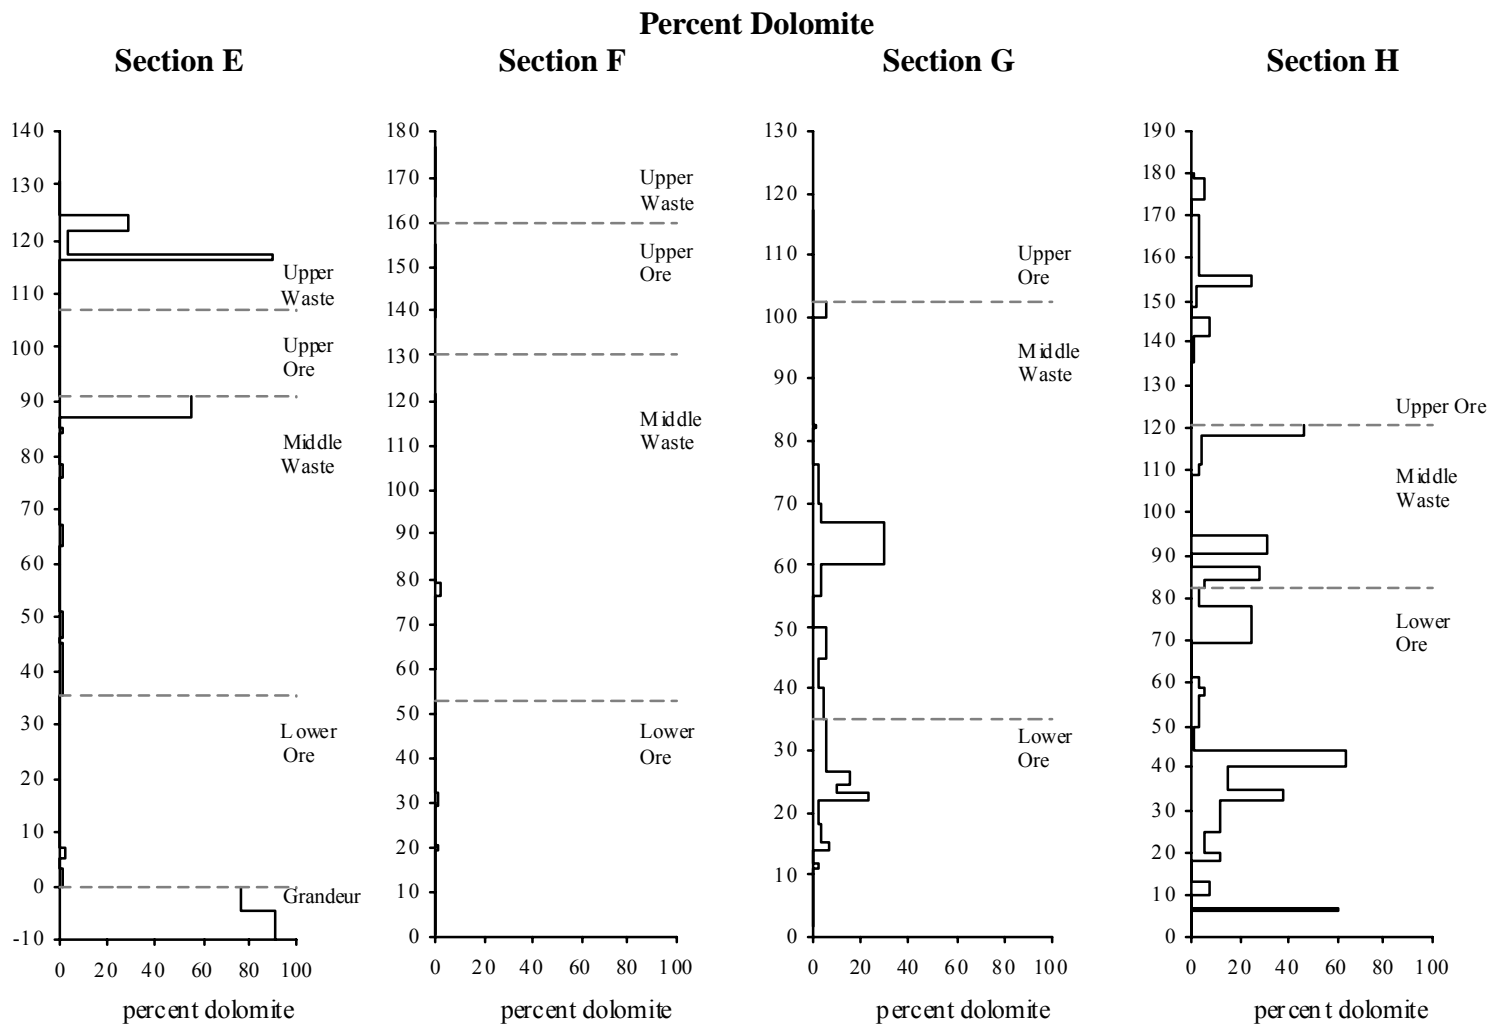 Percent Dolomite
Section E
Section F
Section G
Section H
140
130
120
110
100
90
80
70
60
50
40
30
20
10
0
-10
Upper
Waste
Upper
Ore
Middle
Waste
Lower
Ore
Grandeur
0 20 40 60 80 100
percent dolomite
180
170
160
150
140
130
120
110
100
90
80
70
60
50
40
30
20
10
0
Upper
Waste
Upper
Ore
Middle
Waste
Lower
Ore
0 20 40 60 80 100
percent dolomite
130
120
110
100
90
80
70
60
50
40
30
20
10
0
Upper
Ore
Middle
Waste
Lower
Ore
0 20 40 60 80 100
percent dolomite
190
180
170
160
150
140
130
120
110
100
90
80
70
60
50
40
30
20
10
0
Upper Ore
Middle
Waste
Lower
Ore
0 20 40 60 80 100
percent dolomite